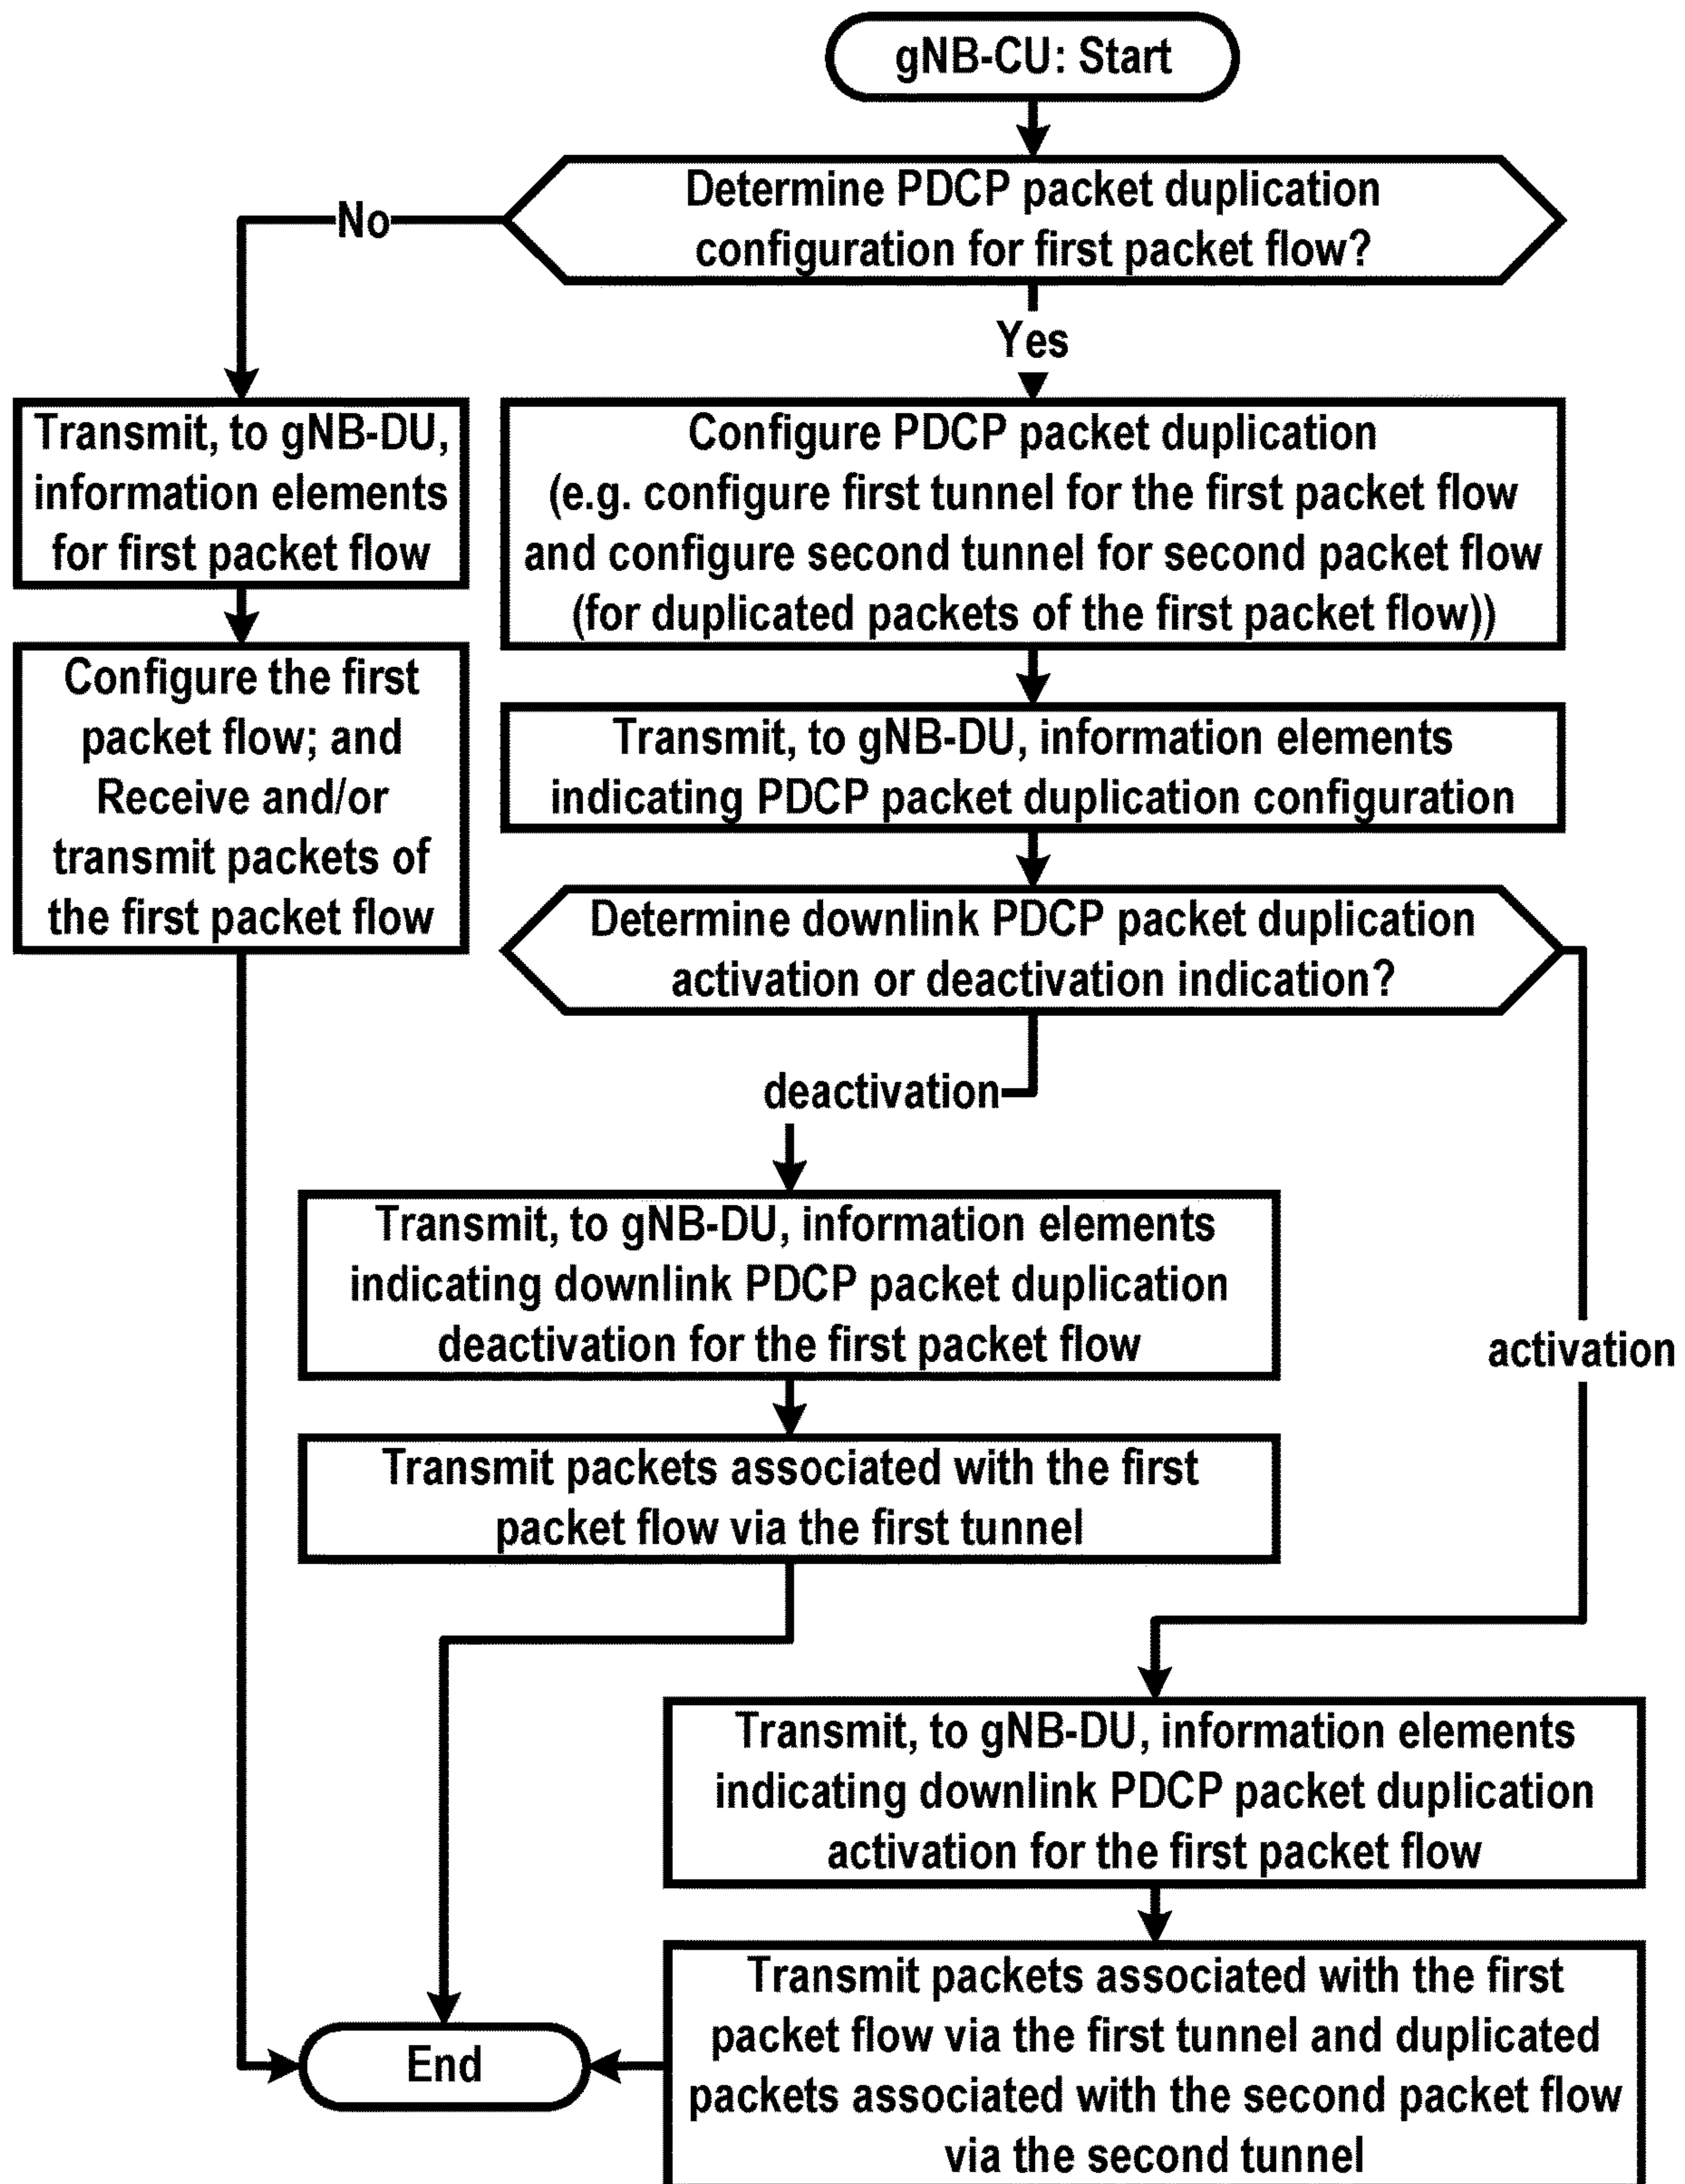 gNB-CU: Start
Determine PDCP packet duplication
configuration for first packet flow?
No
Yes
Transmit, to gNB-DU,
information elements
for first packet flow
Configure the first
packet flow; and
Receive and/or
transmit packets of
the first packet flow
Configure PDCP packet duplication
(e.g. configure first tunnel for the first packet flow
and configure second tunnel for second packet flow
(for duplicated packets of the first packet flow))
Transmit, to gNB-DU, information elements
indicating PDCP packet duplication configuration
Determine downlink PDCP packet duplication
activation or deactivation indication?
deactivation
Transmit, to gNB-DU, information elements
indicating downlink PDCP packet duplication
deactivation for the first packet flow
activation
Transmit packets associated with the first
packet flow via the first tunnel
Transmit, to gNB-DU, information elements
indicating downlink PDCP packet duplication
activation for the first packet flow
Transmit packets associated with the first
packet flow via the first tunnel and duplicated
packets associated with the second packet flow
via the second tunnel
End